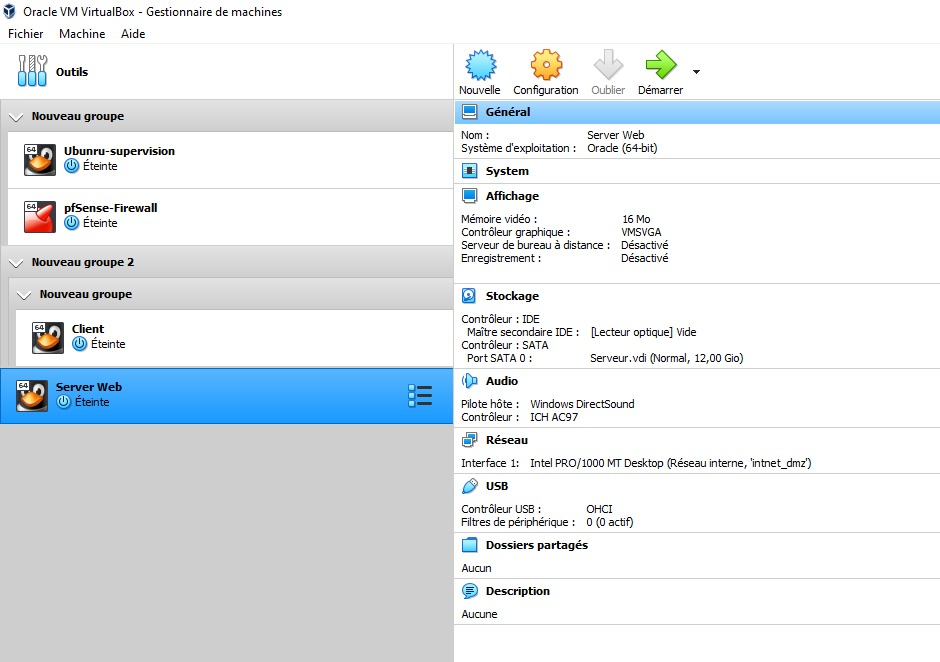 Oracle VM VirtualBox - Gestionnaire de machines
Fichier Machine Aide
Outils
Nouveau groupe
64
Ubunru-supervision
Éteinte
64
pfSense-Firewall
Éteinte
Nouveau groupe 2
Nouveau groupe
64
Client
Éteinte
64
Server Web
Éteinte
Nouvelle Configuration Oublier Démarrer
Général
Nom : Server Web
Système d'exploitation : Oracle (64-bit)
System
Affichage
Mémoire vidéo : 16 Mo
Contrôleur graphique : VMSVGA
Serveur de bureau à distance : Désactivé
Enregistrement : Désactivé
Stockage
Contrôleur : IDE
Maître secondaire IDE : [Lecteur optique] Vide
Contrôleur : SATA
Port SATA 0 : Serveur.vdi (Normal, 12,00 Gio)
Audio
Pilote hôte : Windows DirectSound
Contrôleur : ICH AC97
Réseau
Interface 1: Intel PRO/1000 MT Desktop (Réseau interne, 'intnet_dmz')
USB
Contrôleur USB : OHCI
Filtres de périphérique : 0 (0 actif)
Dossiers partagés
Aucun
Description
Aucune